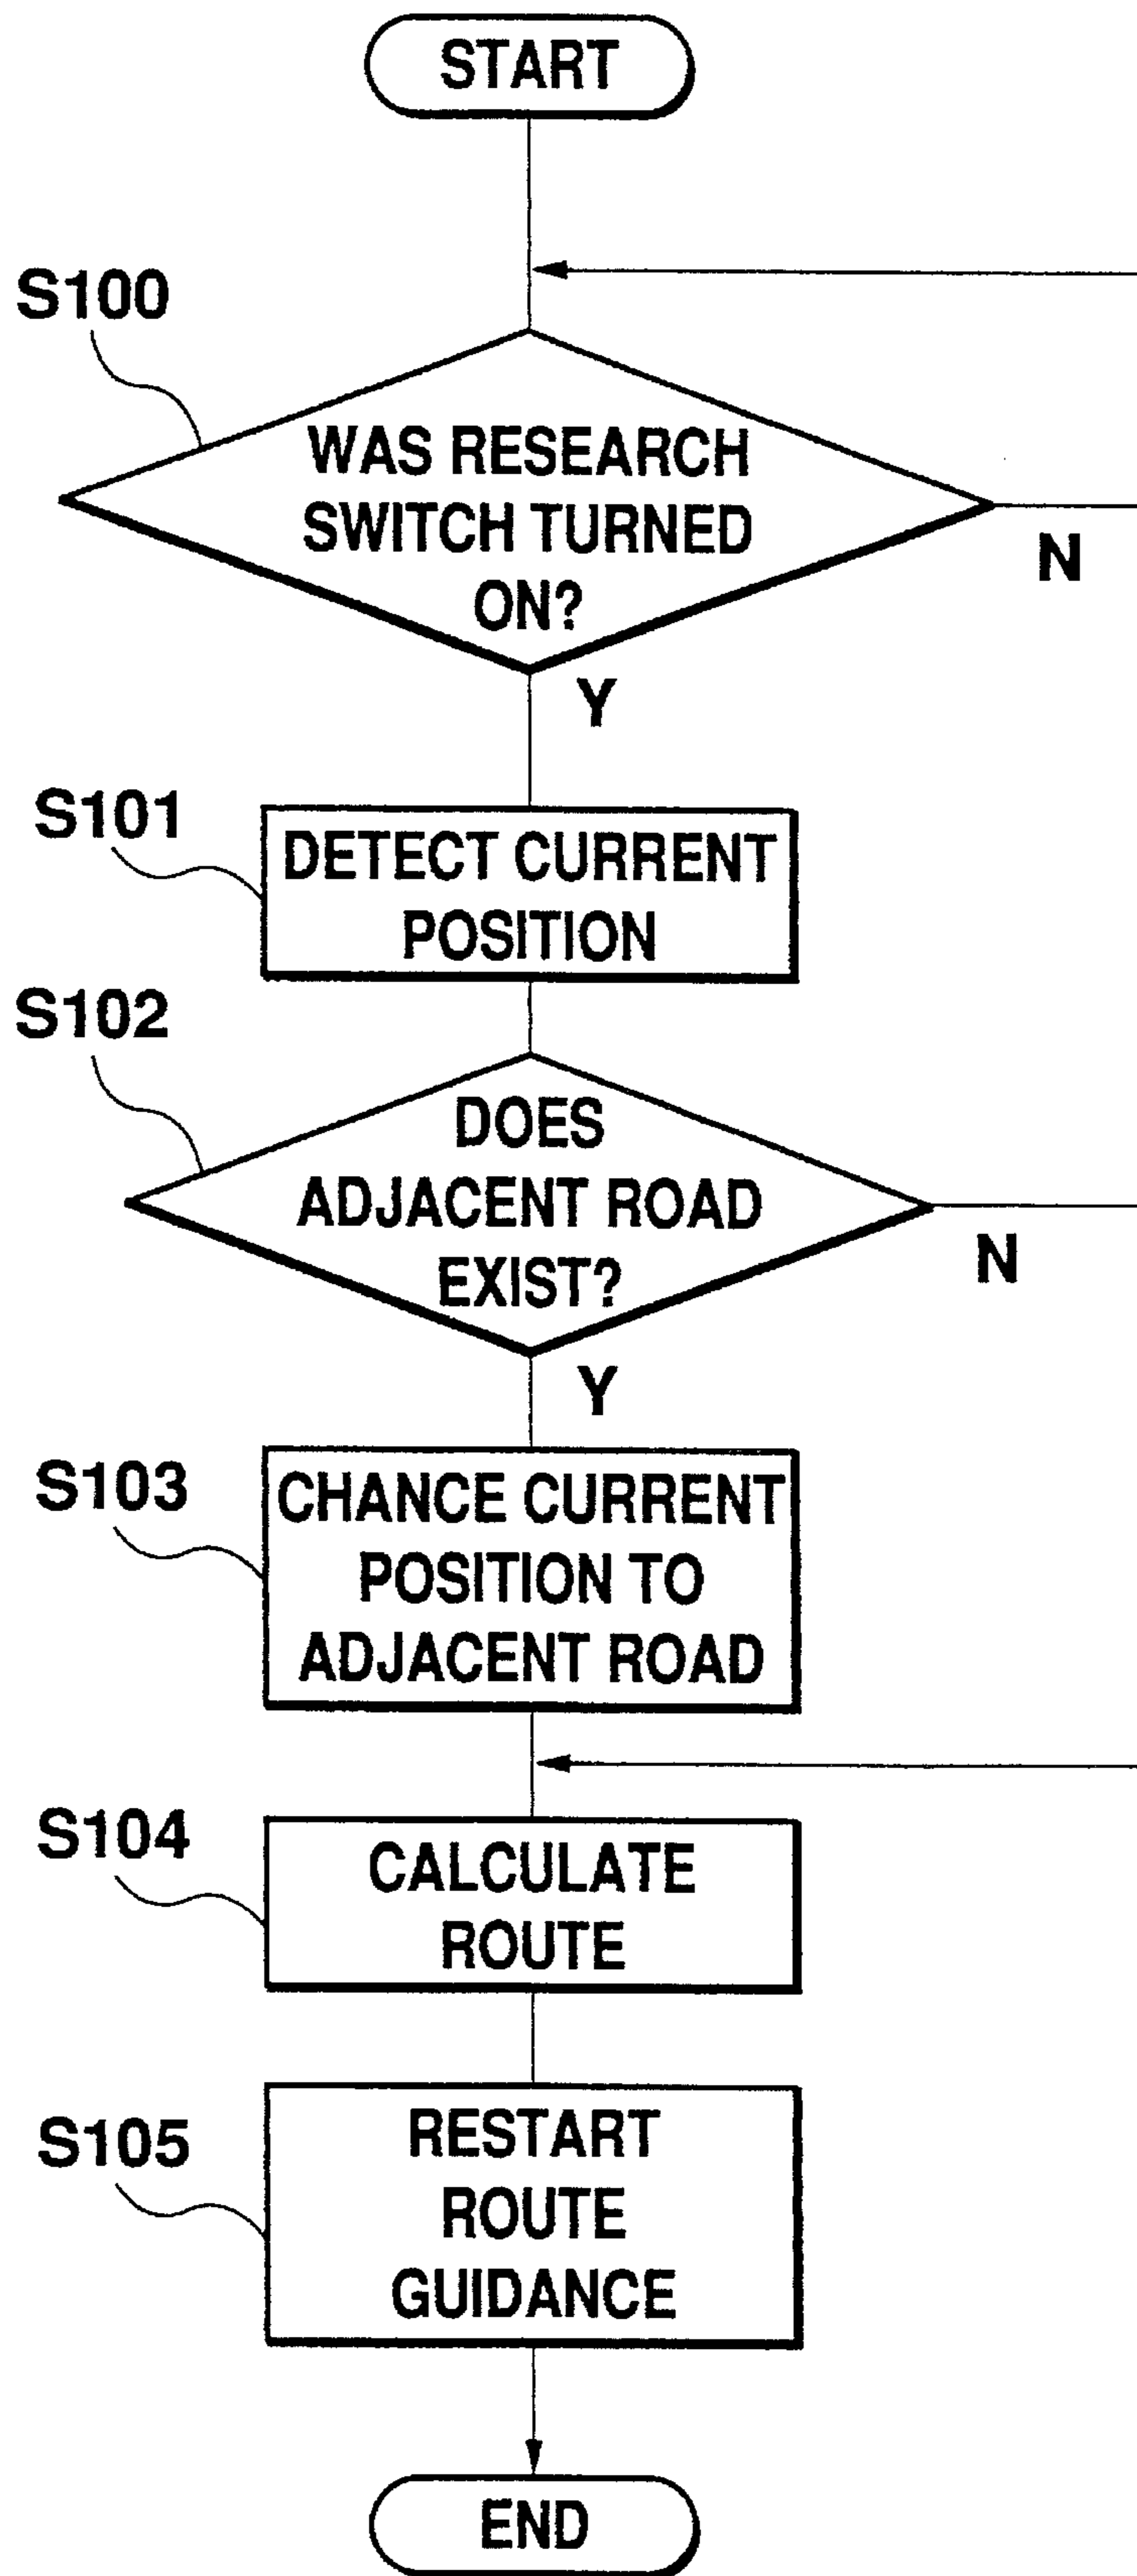 START
S100
WAS RESEARCH
SWITCH TURNED
ON?
N
Y
S101
DETECT CURRENT
POSITION
S102
DOES
ADJACENT ROAD
EXIST?
N
Y
S103
CHANCE CURRENT
POSITION TO
ADJACENT ROAD
S104
CALCULATE
ROUTE
S105
RESTART
ROUTE
GUIDANCE
END